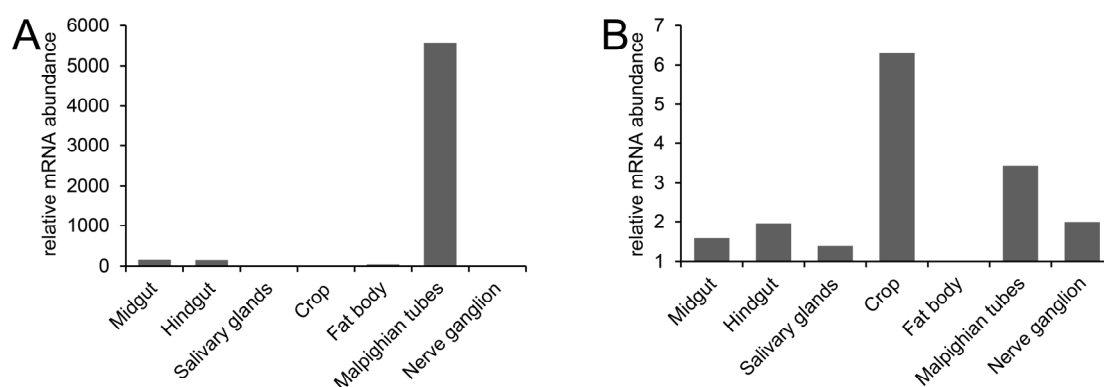 A
relative mRNA abundance
6000
5000
4000
3000
2000
1000
0
Midgut
Hindgut
Salivary glands
Crop
Fat body
Malpighian tubes
Nerve ganglion
B
relative mRNA abundance
7
6
5
4
3
2
1
Midgut
Hindgut
Salivary glands
Crop
Fat body
Malpighian tubes
Nerve ganglion